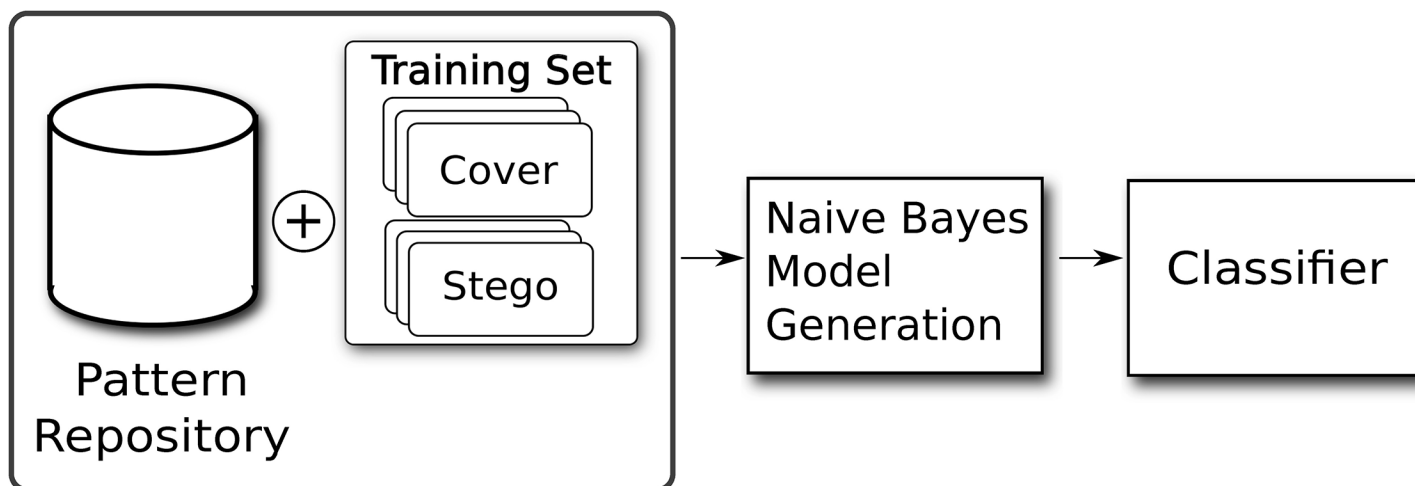 Training Set
Cover
Stego
Pattern
Repository
Naive Bayes
Model
Generation
Classifier